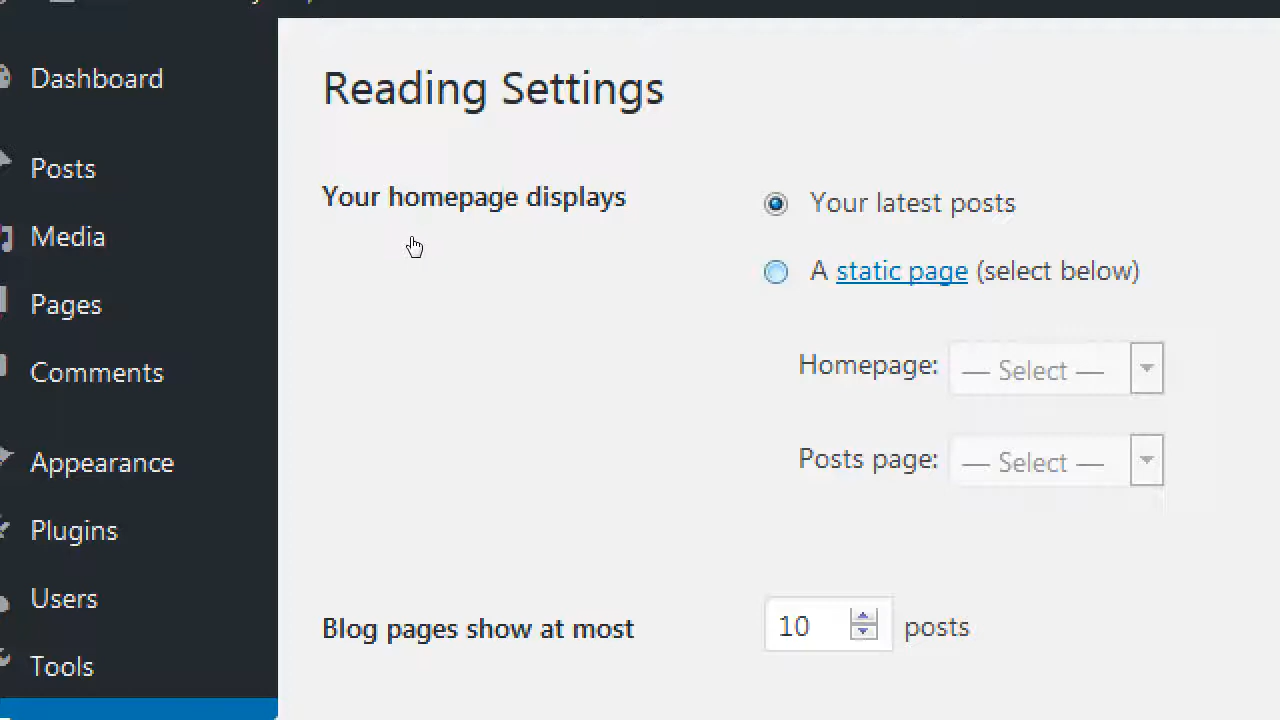 Dashboard
Posts
Media
Pages
Comments
Appearance
Plugins
Users
Tools
Reading Settings
Your homepage displays
Your latest posts
A static page (select below)
Homepage: — Select —
Posts page: — Select —
Blog pages show at most 10 posts